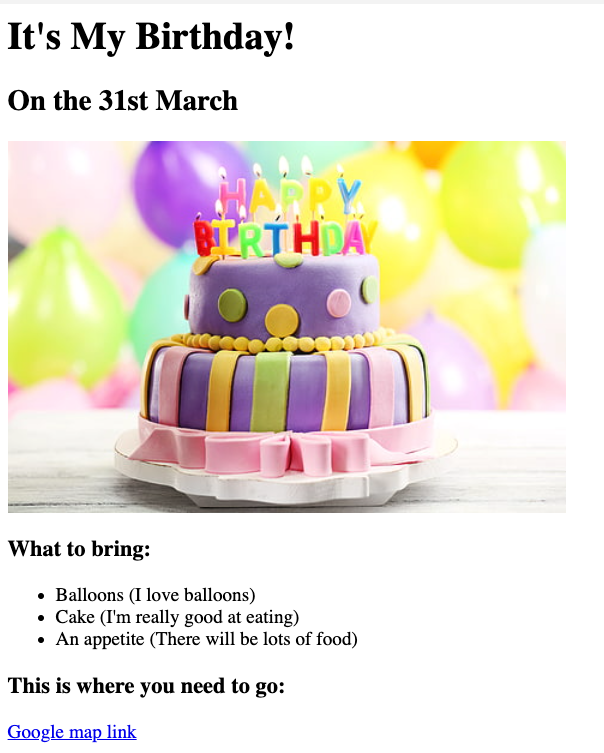 It's My Birthday!
On the 31st March
HAPPY
BIRTHDAY
What to bring:
Balloons (I love balloons)
Cake (I'm really good at eating)
An appetite (There will be lots of food)
This is where you need to go:
Google map link